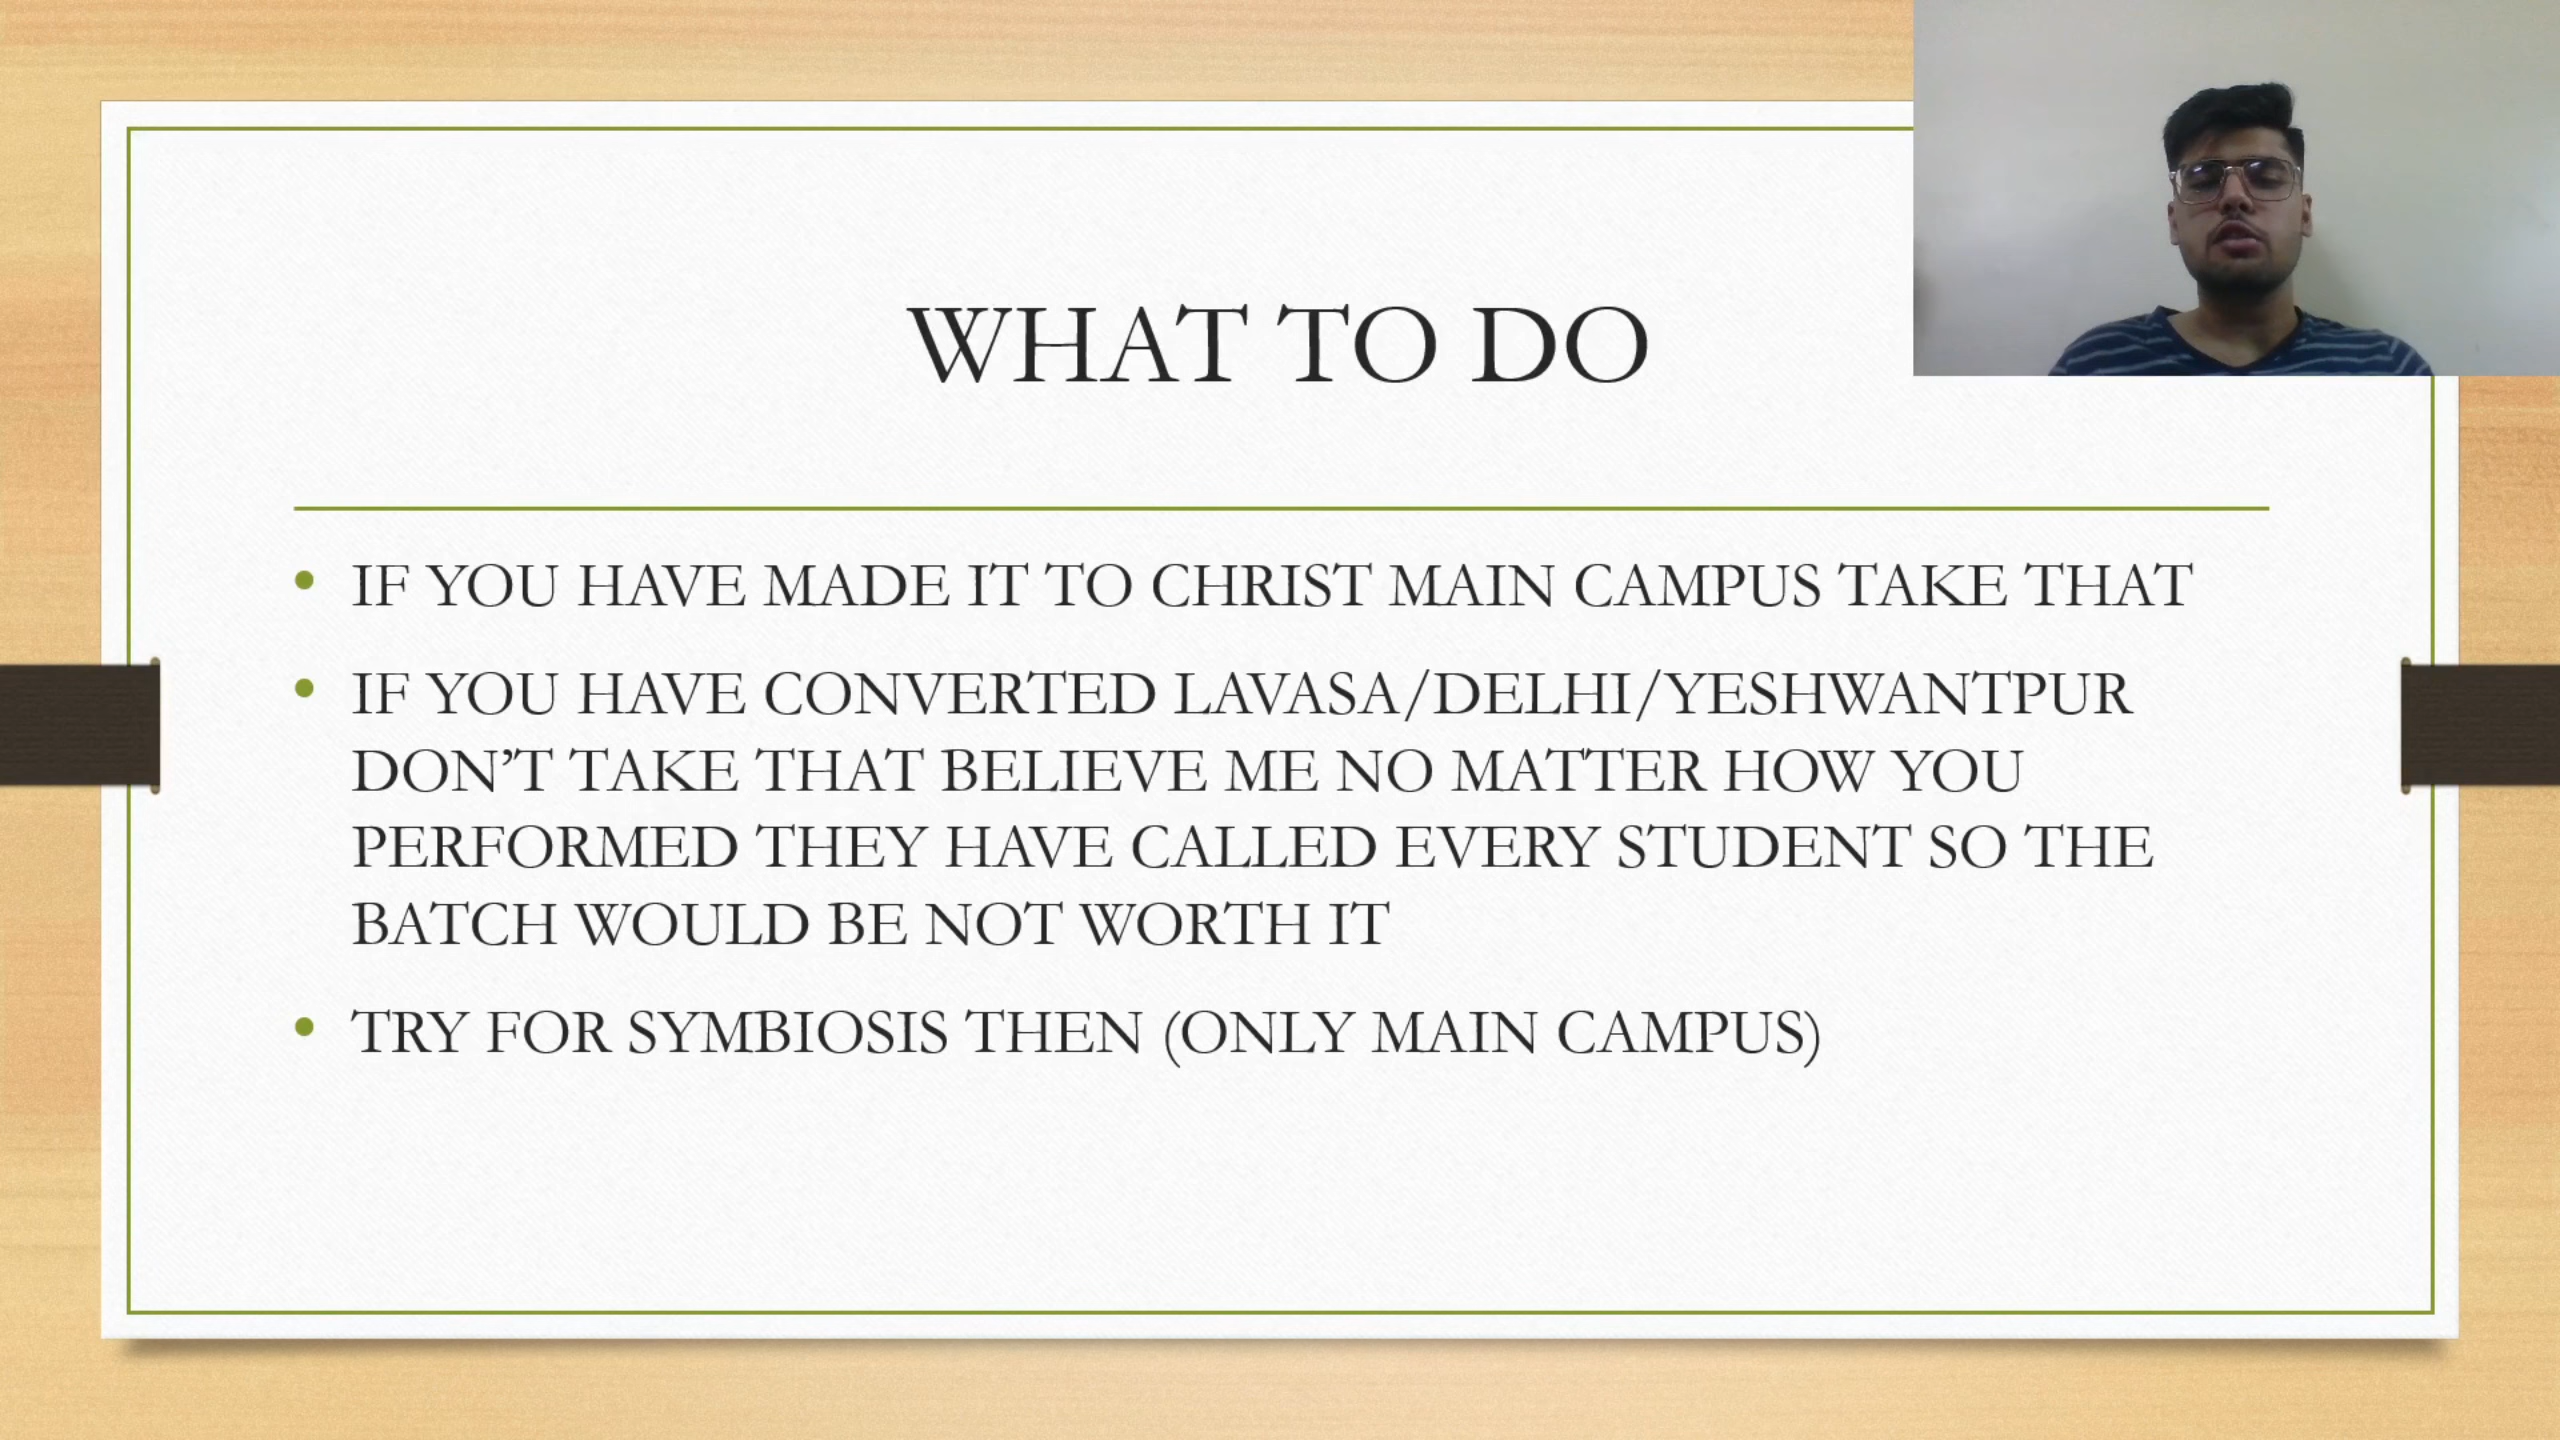 WHAT TO DO
• IF YOU HAVE MADE IT TO CHRIST MAIN CAMPUS TAKE THAT
• IF YOU HAVE CONVERTED LAVASA/DELHI/YESHWANTPUR
DON’T TAKE THAT BELIEVE ME NO MATTER HOW YOU
PERFORMED THEY HAVE CALLED EVERY STUDENT SO THE
BATCH WOULD BE NOT WORTH IT
• TRY FOR SYMBIOSIS THEN (ONLY MAIN CAMPUS)